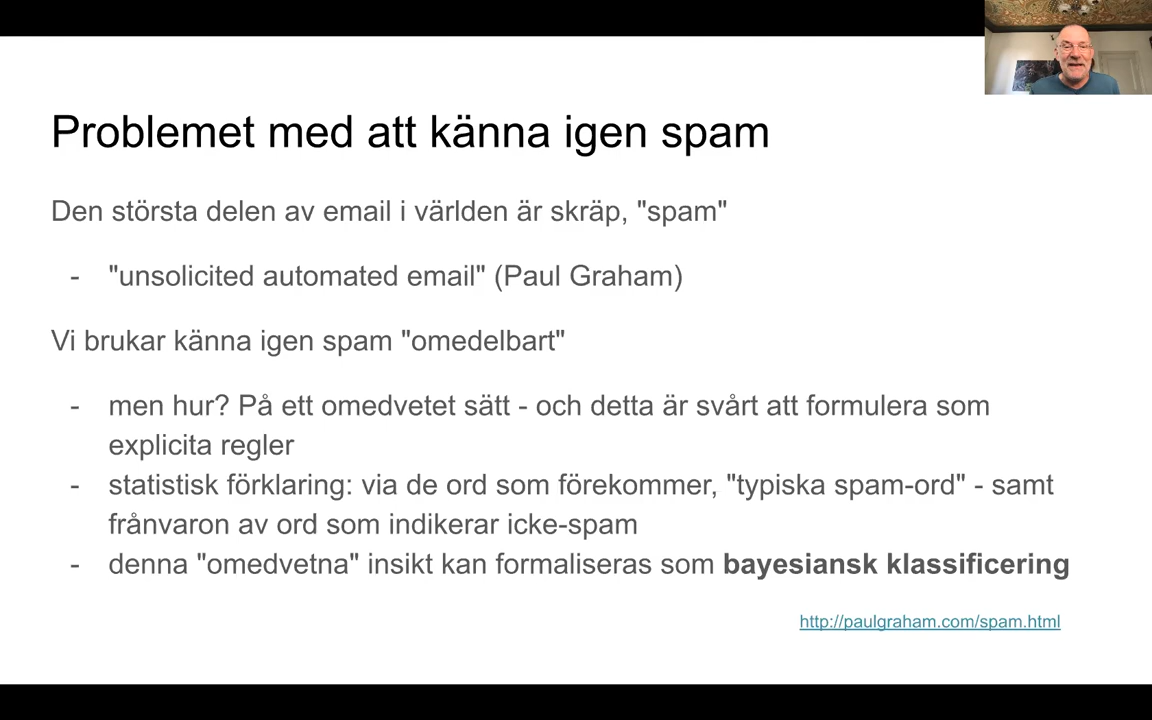 Problemet med att känna igen spam
Den största delen av email i världen är skräp, "spam"
- "unsolicited automated email" (Paul Graham)
Vi brukar känna igen spam "omedelbart"
- men hur? På ett omedvetet sätt - och detta är svårt att formulera som
explicita regler
- statistisk förklaring: via de ord som förekommer, "typiska spam-ord" - samt
frånvaron av ord som indikerar icke-spam
- denna "omedvetna" insikt kan formaliseras som bayesiansk klassificering
http://paulgraham.com/spam.html